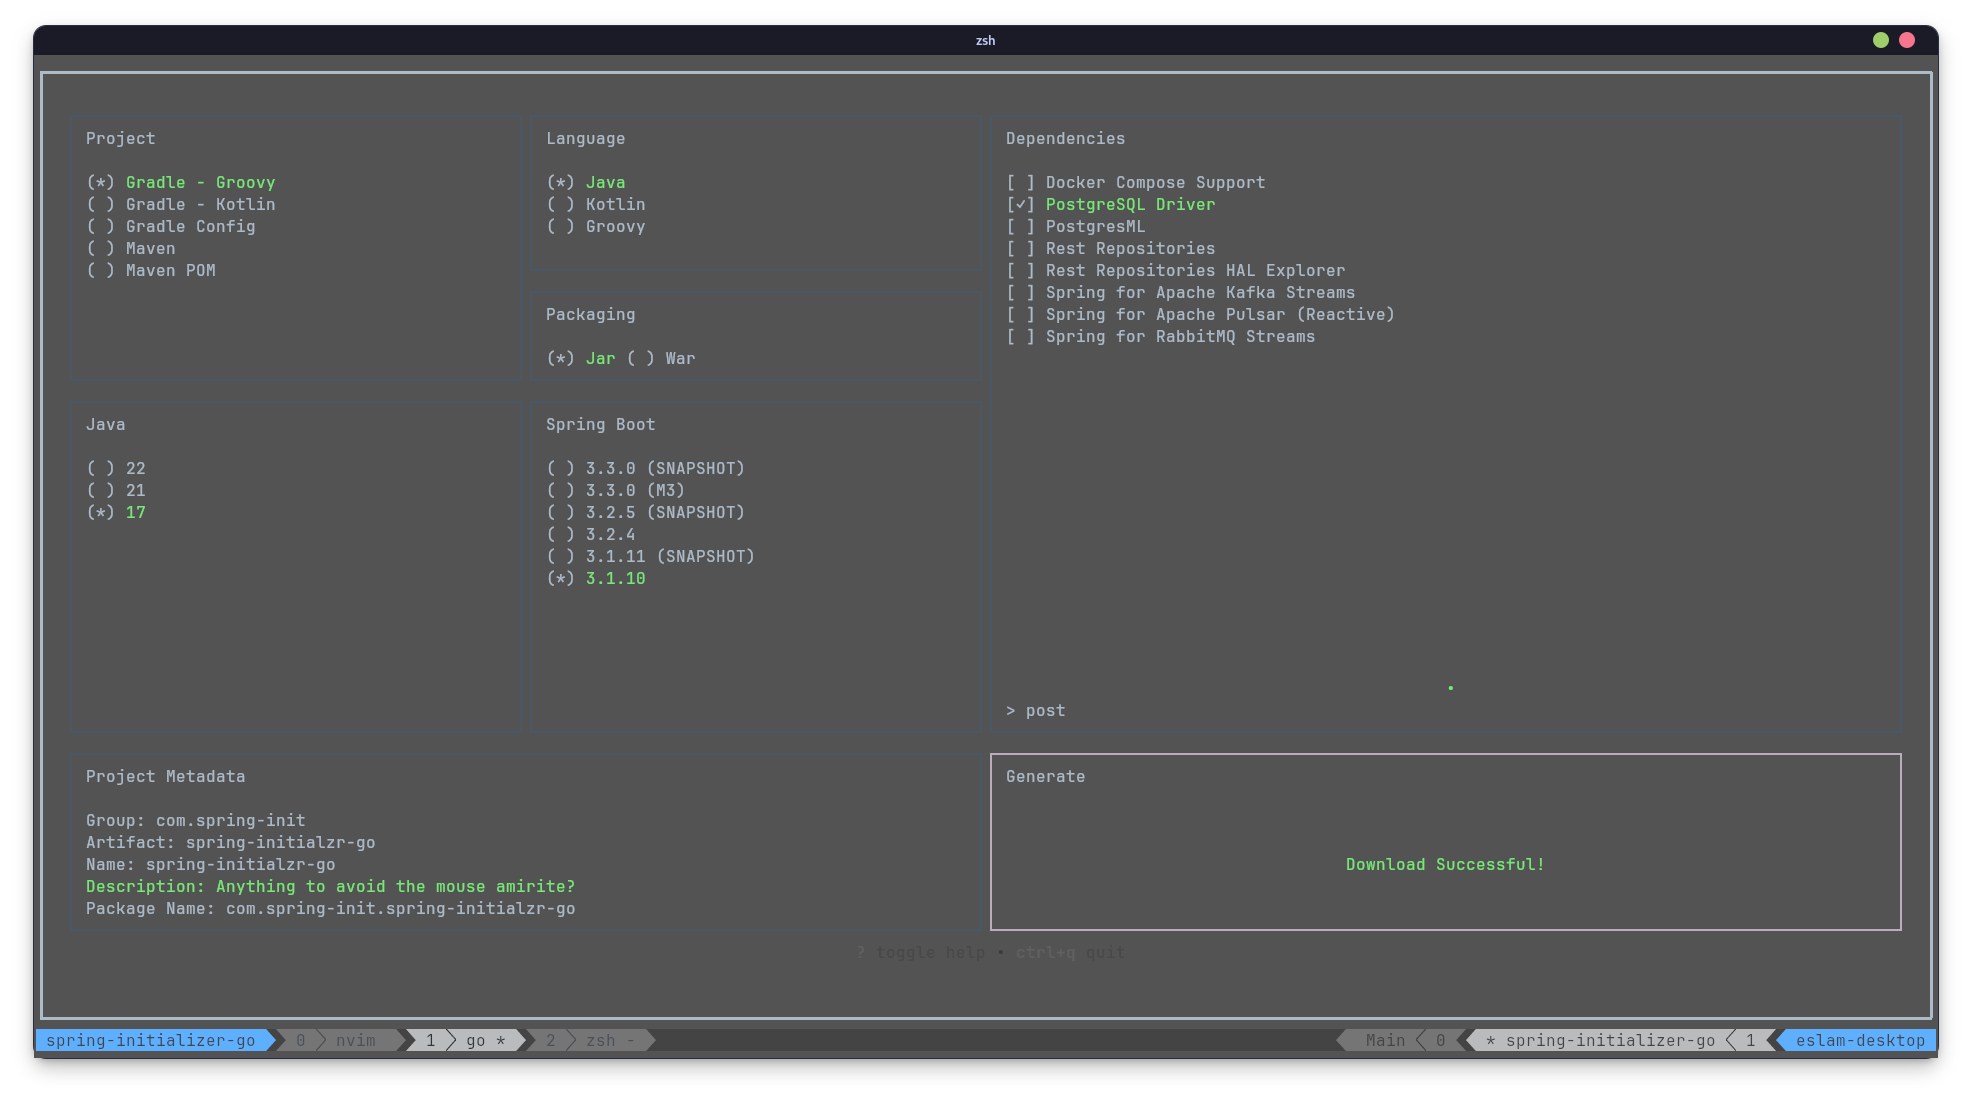 zsh
Project
(*) Gradle - Groovy
( ) Gradle - Kotlin
( ) Gradle Config
( ) Maven
( ) Maven POM
Language
(*) Java
( ) Kotlin
( ) Groovy
Packaging
(*) Jar ( ) War
Dependencies
[ ] Docker Compose Support
[✓] PostgreSQL Driver
[ ] PostgresML
[ ] Rest Repositories
[ ] Rest Repositories HAL Explorer
[ ] Spring for Apache Kafka Streams
[ ] Spring for Apache Pulsar (Reactive)
[ ] Spring for RabbitMQ Streams
•
> post
Java
( ) 22
( ) 21
(*) 17
Spring Boot
( ) 3.3.0 (SNAPSHOT)
( ) 3.3.0 (M3)
( ) 3.2.5 (SNAPSHOT)
( ) 3.2.4
( ) 3.1.11 (SNAPSHOT)
(*) 3.1.10
Project Metadata
Group: com.spring-init
Artifact: spring-initialzr-go
Name: spring-initialzr-go
Description: Anything to avoid the mouse amirite?
Package Name: com.spring-init.spring-initialzr-go
Generate
Download Successful!
? toggle help • ctrl+q quit
spring-initializer-go 0 nvim 1 go * 2 zsh - Main 0 * spring-initializer-go 1 eslam-desktop